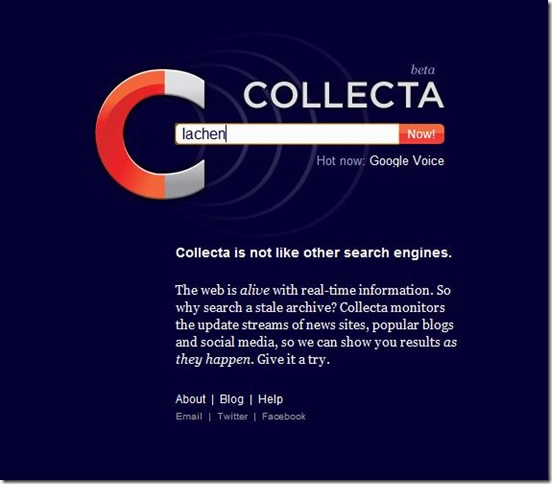 beta
COLLECTA
lachen
Now!
Hot now: Google Voice
Collecta is not like other search engines.
The web is alive with real-time information. So
why search a stale archive? Collecta monitors
the update streams of news sites, popular blogs
and social media, so we can show you results as
they happen. Give it a try.
About | Blog | Help
Email | Twitter | Facebook